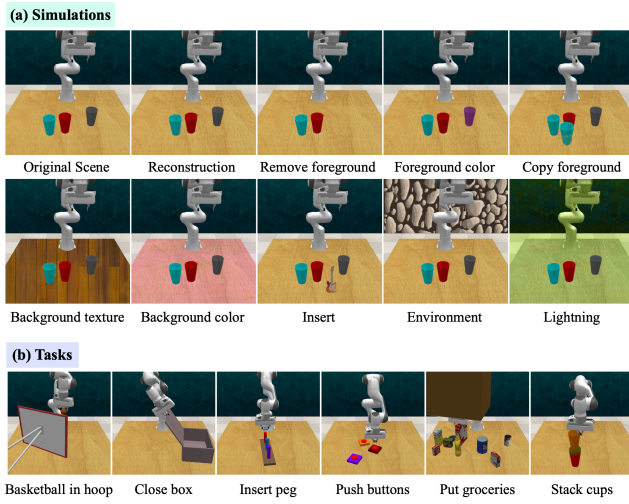 (a) Simulations
Original Scene
Reconstruction
Remove foreground
Foreground color
Copy foreground
Background texture
Background color
Insert
Environment
Lightning
(b) Tasks
Basketball in hoop
Close box
Insert peg
Push buttons
Put groceries
Stack cups